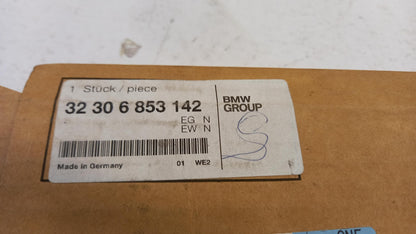 1 Stück / piece
32 30 6 853 142
EG N
EW N
Made in Germany
01 WE2
BMW
GROUP
S